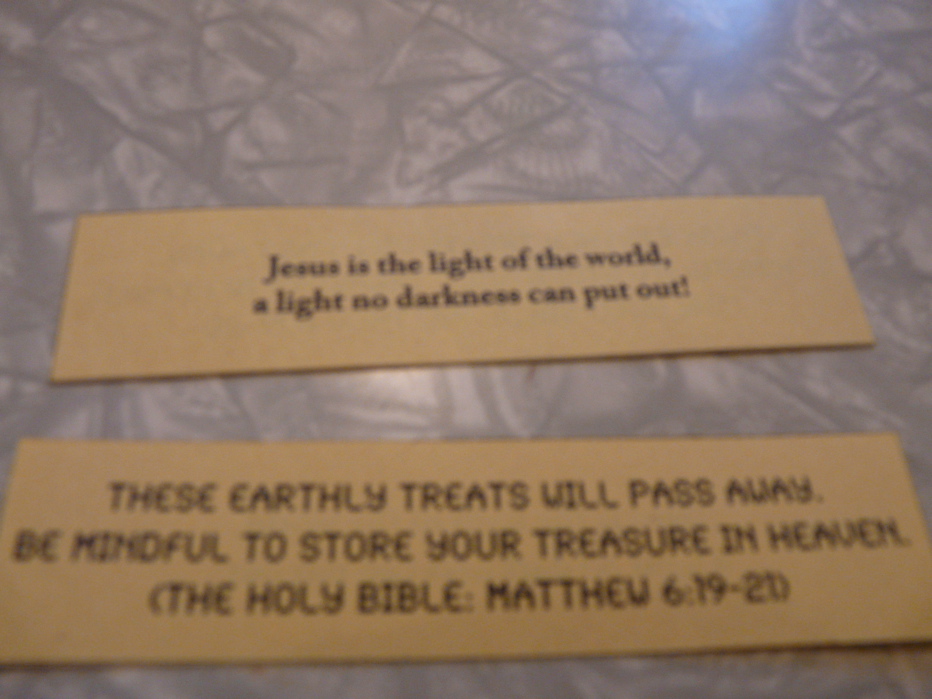 Jesus is the light of the world,
a light no darkness can put out!
THESE EARTHLY TREATS WILL PASS AWAY.
BE MINDFUL TO STORE YOUR TREASURE IN HEAVEN.
(THE HOLY BIBLE: MATTHEW 6:19-21)